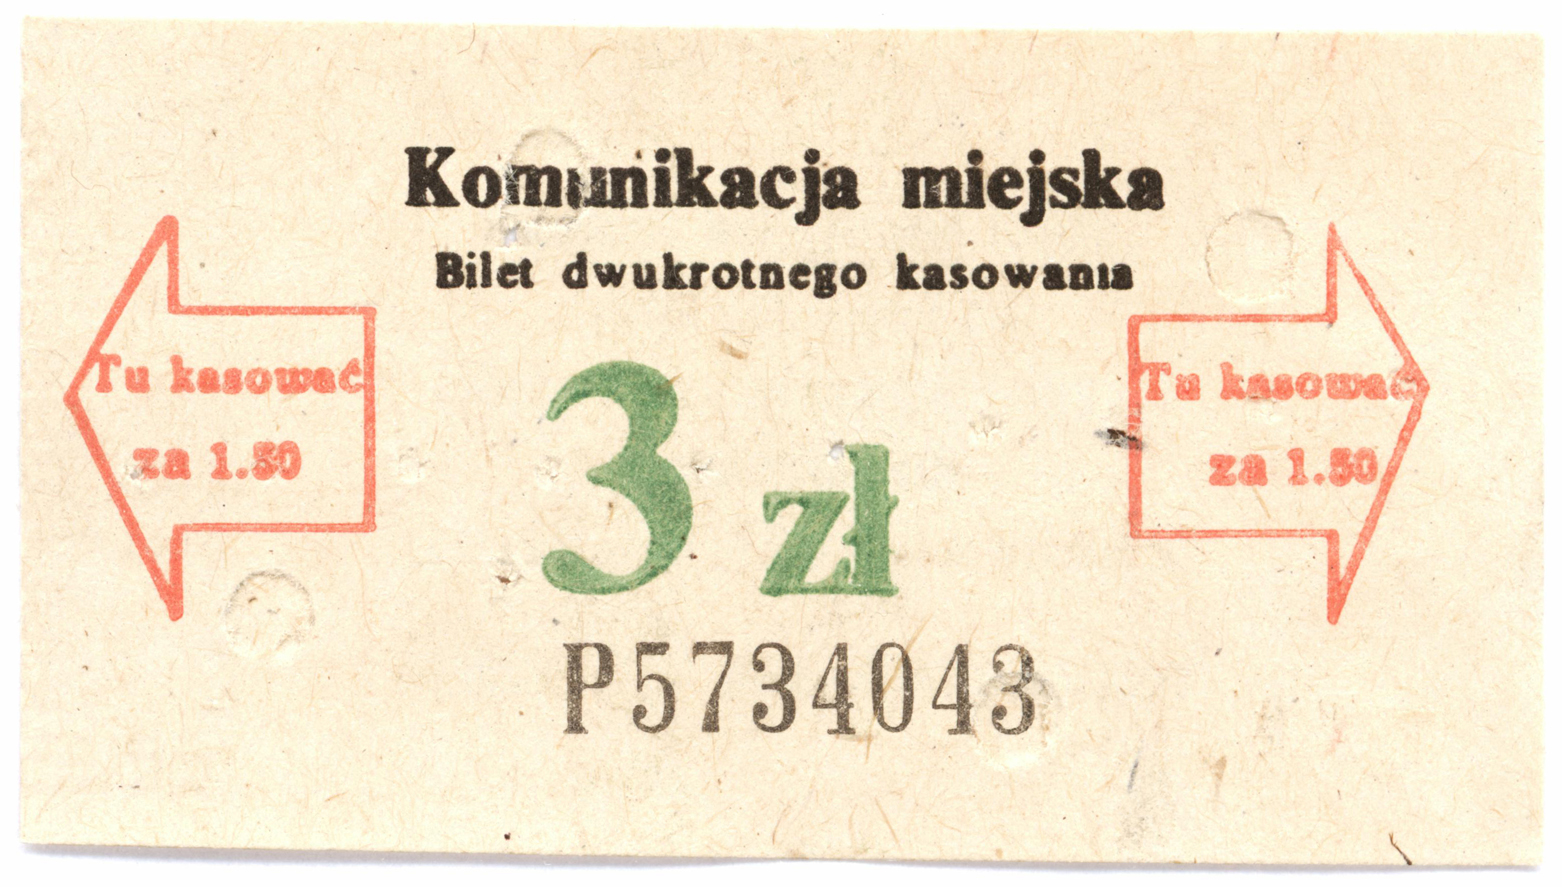 Komunikacja miejska
Bilet dwukrotnego kasowania
Tu kasować
za 1.50
3 zł
Tu kasować
za 1.50
P5734043